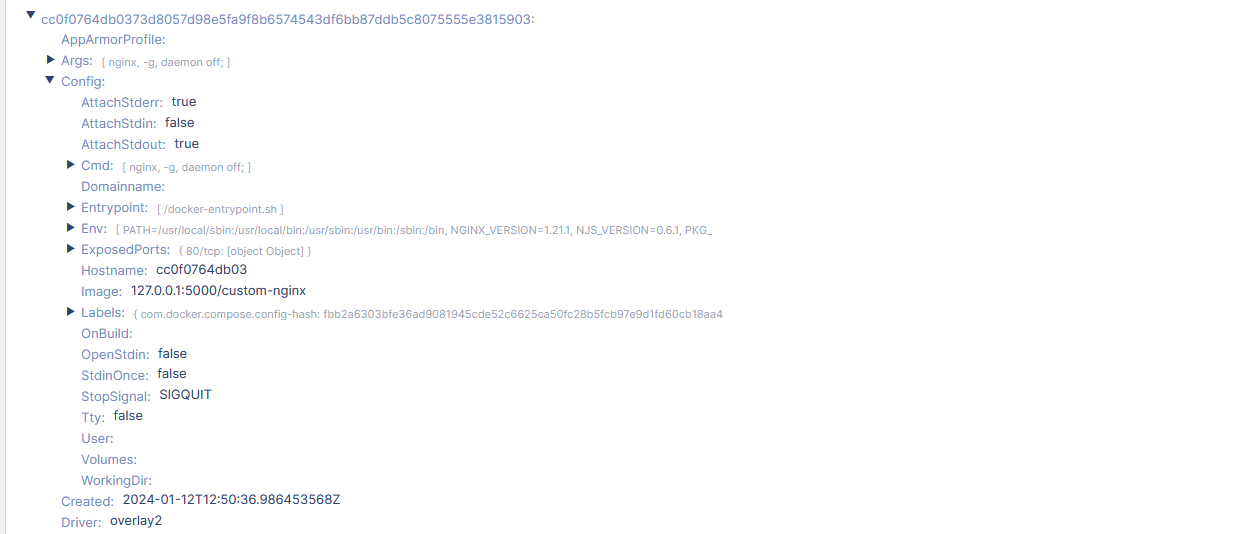 cc0f0764db0373d8057d98e5fa9f8b6574543df6bb87ddb5c8075555e3815903:
AppArmorProfile:
Args: [ nginx, -g, daemon off; ]
Config:
AttachStderr: true
AttachStdin: false
AttachStdout: true
Cmd: [ nginx, -g, daemon off; ]
Domainname:
Entrypoint: [ /docker-entrypoint.sh ]
Env: [ PATH=/usr/local/sbin:/usr/local/bin:/usr/sbin:/usr/bin:/sbin:/bin, NGINX_VERSION=1.21.1, NJS_VERSION=0.6.1, PKG_
ExposedPorts: { 80/tcp: [object Object] }
Hostname: cc0f0764db03
Image: 127.0.0.1:5000/custom-nginx
Labels: { com.docker.compose.config-hash: fbb2a6303bfe36ad9081945cde52c6625ca50fc28b5fcb97e9d1fd60cb18aa4
OnBuild:
OpenStdin: false
StdinOnce: false
StopSignal: SIGQUIT
Tty: false
User:
Volumes:
WorkingDir:
Created: 2024-01-12T12:50:36.986453568Z
Driver: overlay2